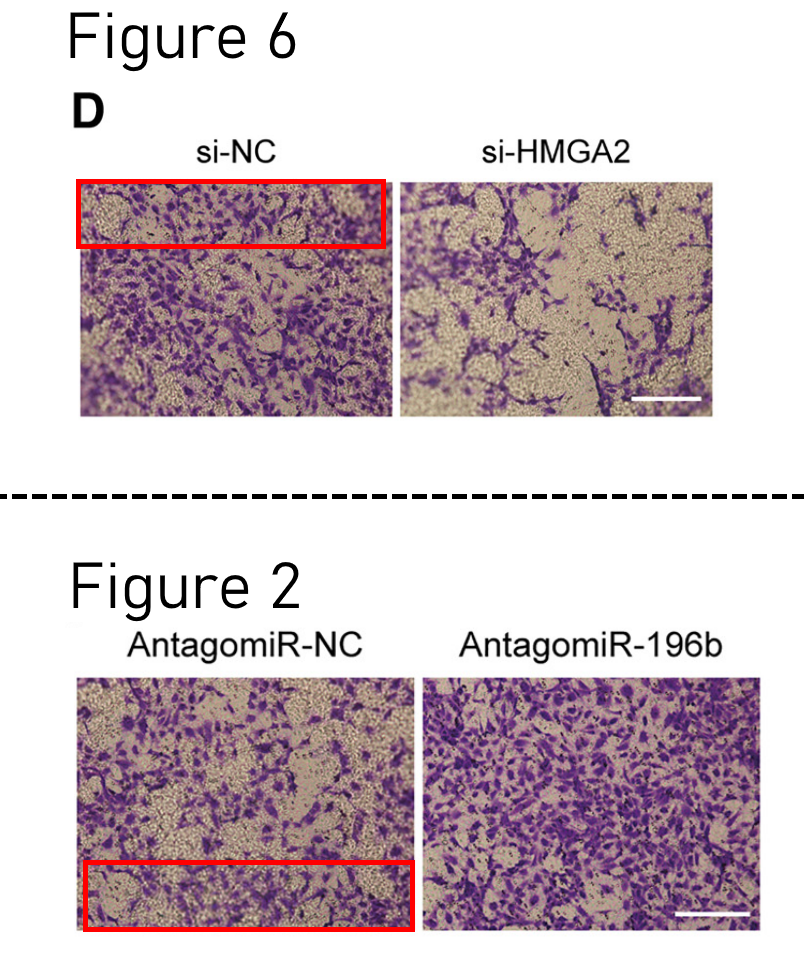 Figure 6
D
si-NC si-HMGA2
Figure 2
AntagomiR-NC AntagomiR-196b